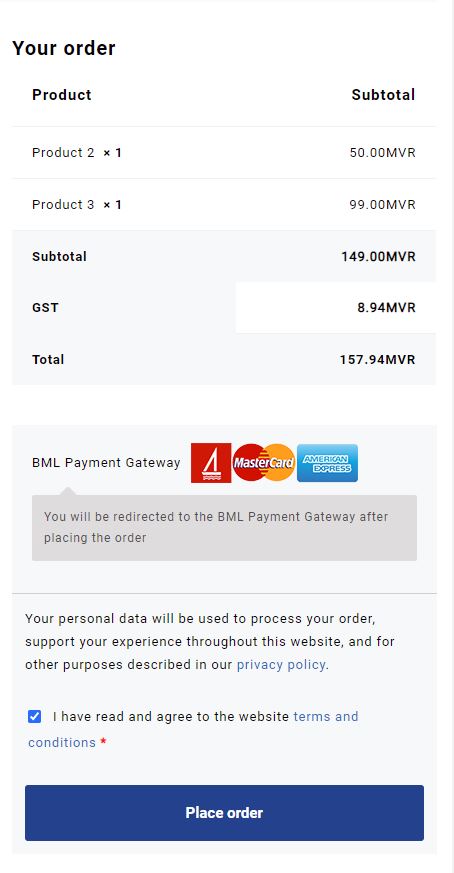 Your order
Product Subtotal
Product 2 × 1 50.00MVR
Product 3 × 1 99.00MVR
Subtotal 149.00MVR
GST 8.94MVR
Total 157.94MVR
BML Payment Gateway MasterCard AMERICAN EXPRESS
You will be redirected to the BML Payment Gateway after
placing the order
Your personal data will be used to process your order,
support your experience throughout this website, and for
other purposes described in our privacy policy.
I have read and agree to the website terms and
conditions *
Place order